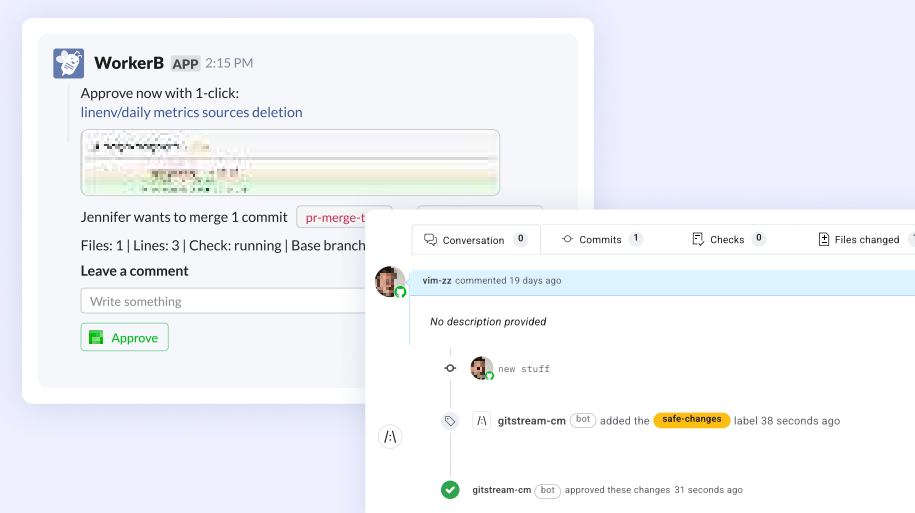 WorkerB APP 2:15 PM
Approve now with 1-click:
linenv/daily metrics sources deletion
Jennifer wants to merge 1 commit
Files: 1 | Lines: 3 | Check: running | Base branch
Leave a comment
Write something
Approve
Conversation 0 Commits 1 Checks 0 Files changed
vim-zz commented 19 days ago
No description provided
new stuff
/:\ gitstream-cm bot added the safe-changes label 38 seconds ago
/:\
gitstream-cm bot approved these changes 31 seconds ago